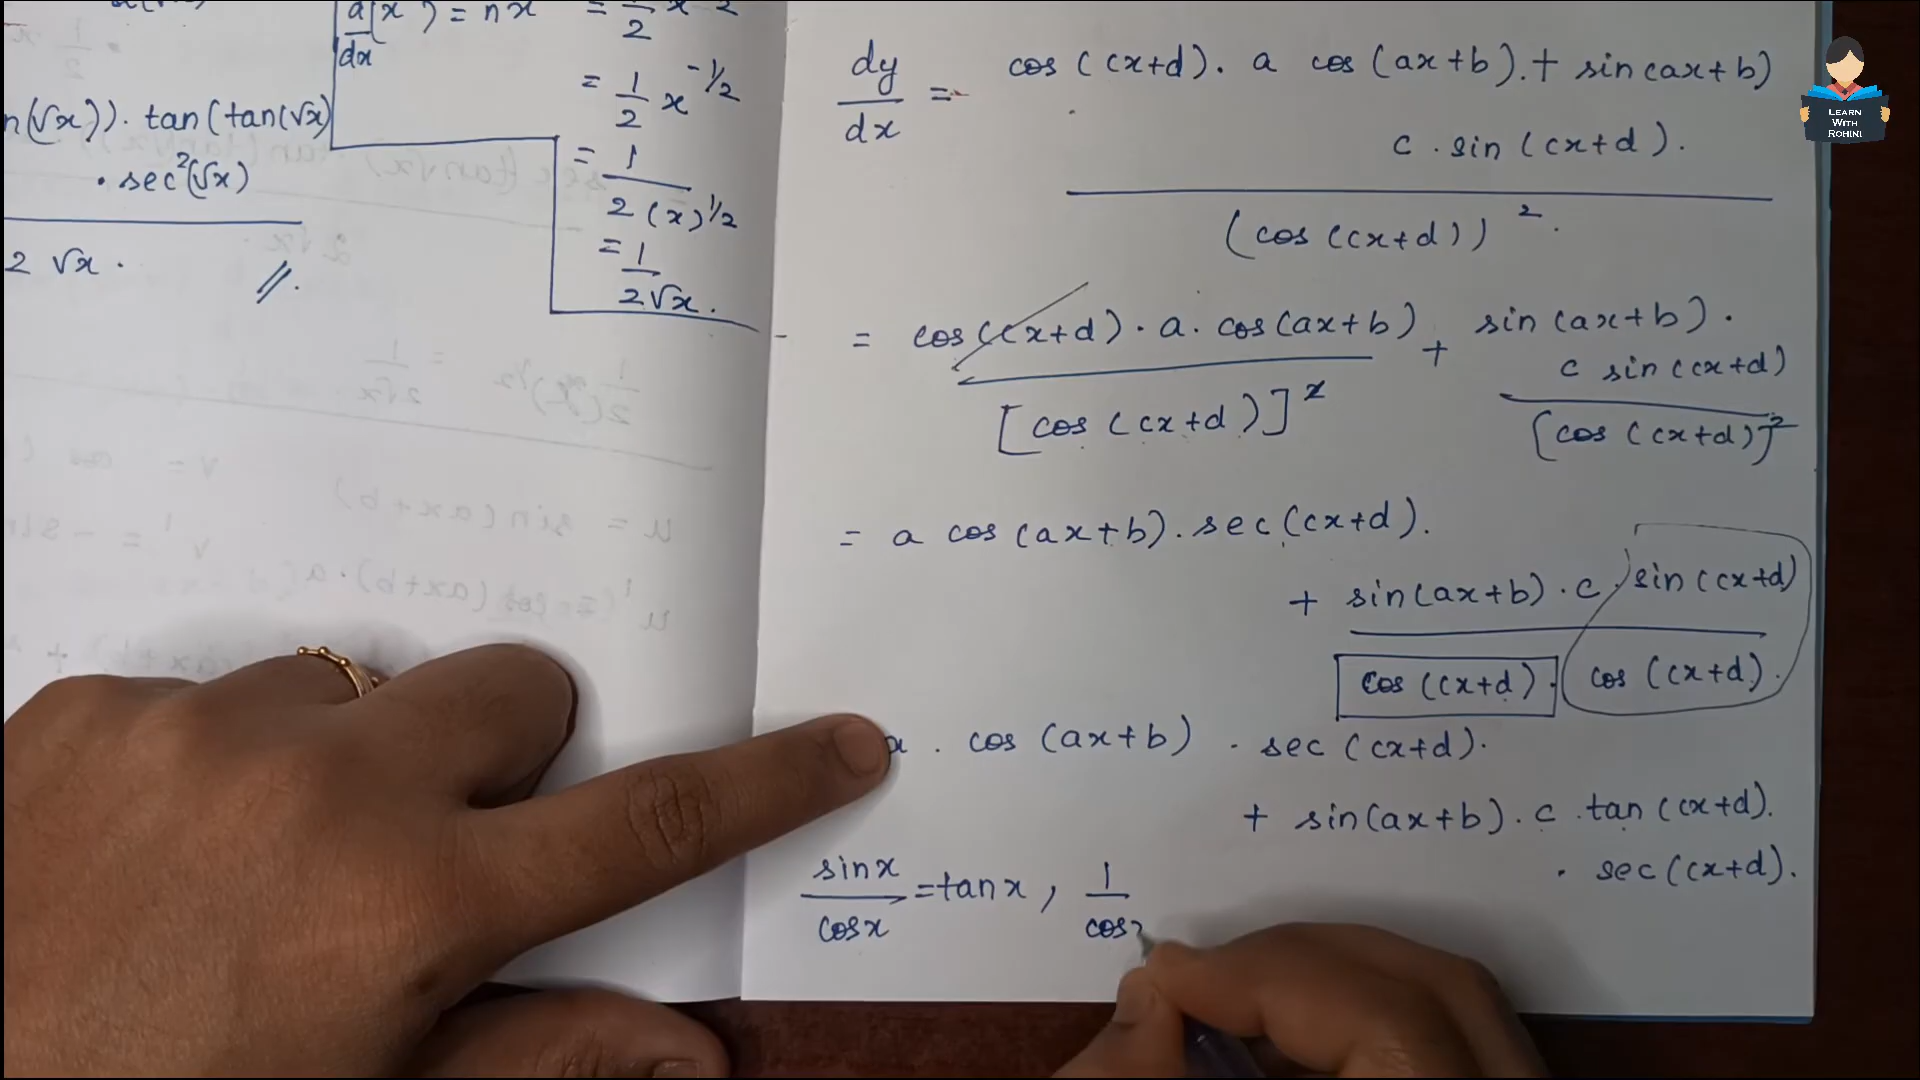 d/dx (x ) = nx
= 1/2 x
= 1/2 x^-1/2
= 1/2(x)^1/2
= 1/2√x.
n(√x)). tan(tan(√x)
. sec²(√x)
2 √x .
dy/dx = cos (cx+d). a cos (ax+b). + sin(ax+b)
c . sin (cx+d).
(cos (cx+d))².
= cos (cx+d) . a . cos (ax+b) + sin (ax+b) .
c sin (cx+d)
[cos (cx+d)]² [cos (cx+d)]²
= a cos (ax+b). sec (cx+d).
+ sin(ax+b) . c . sin (cx+d)
cos (cx+d) . cos (cx+d).
a . cos (ax+b) . sec (cx+d).
+ sin(ax+b) . c . tan (cx+d).
. sec (cx+d).
sinx/cosx = tanx , 1/cosx
LEARN
WITH
ROHINI